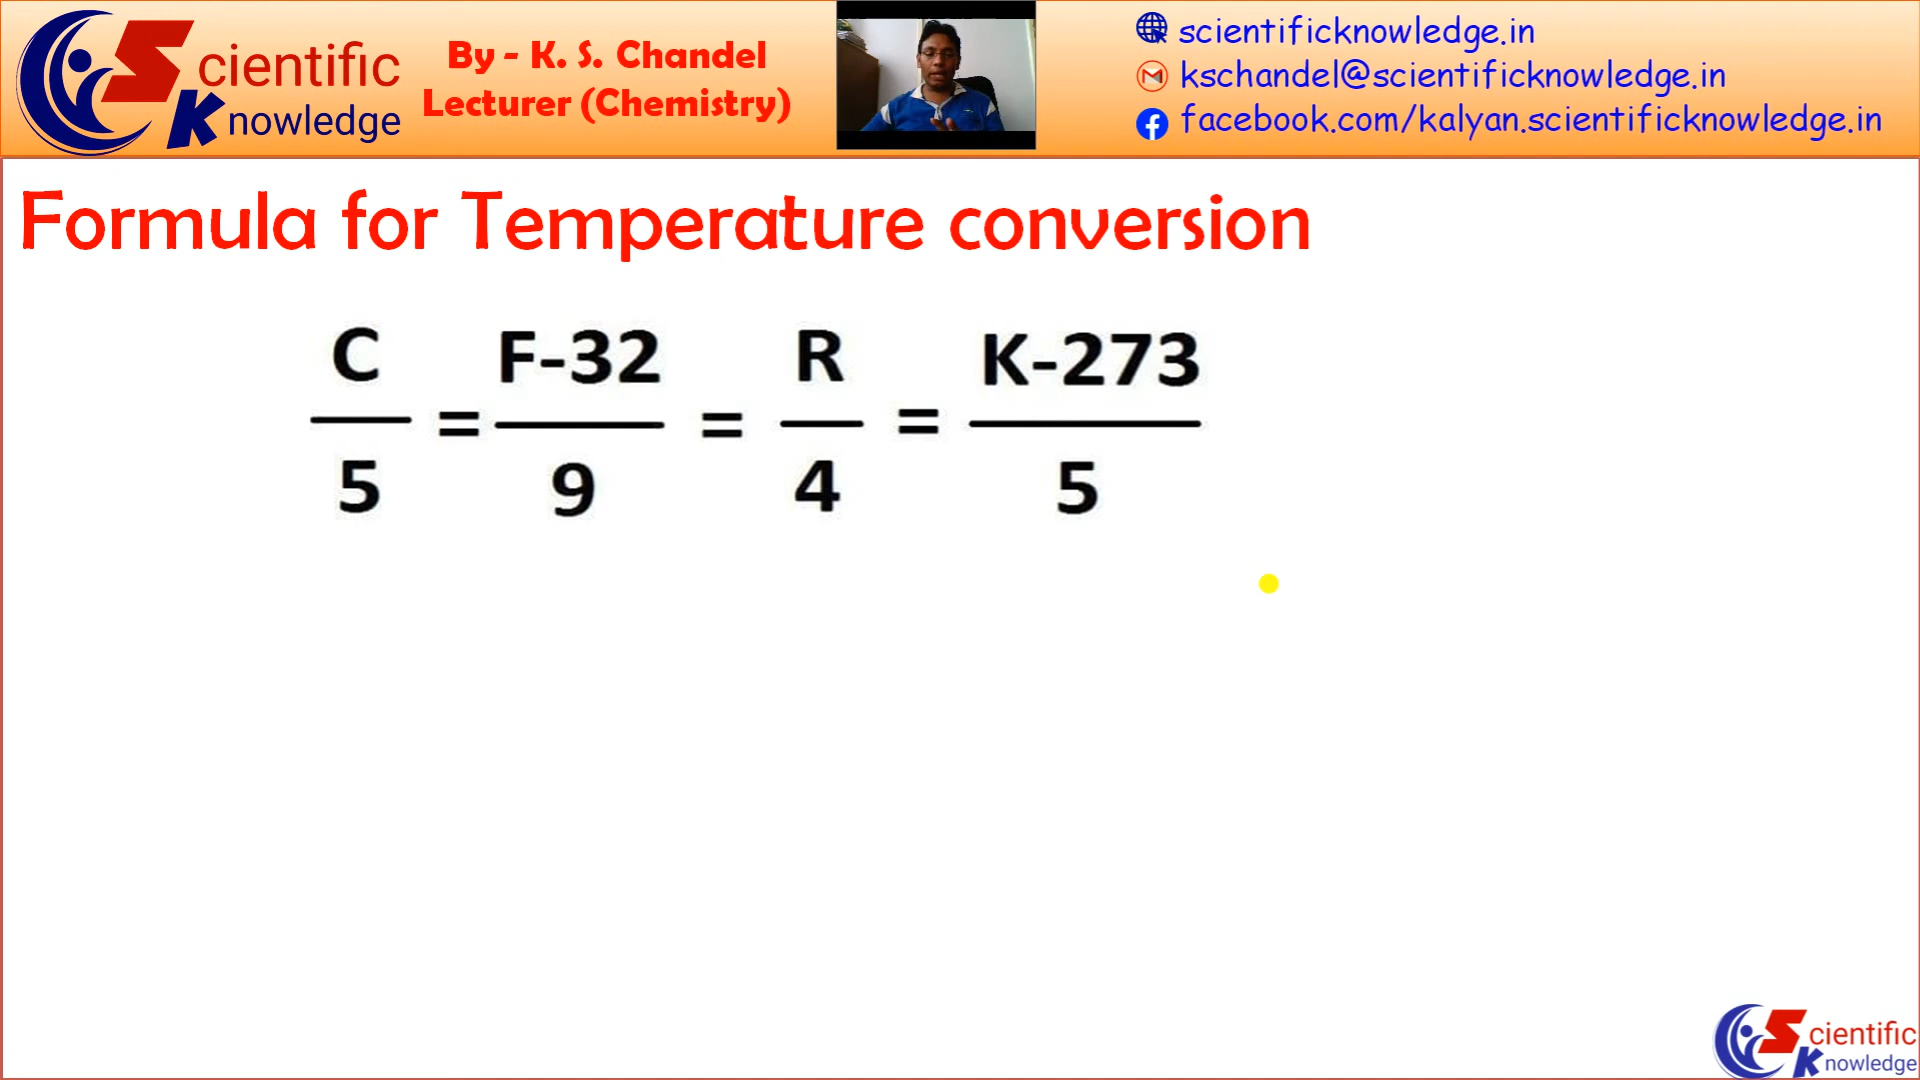 Scientific
Knowledge
By - K. S. Chandel
Lecturer (Chemistry)
scientificknowledge.in
kschandel@scientificknowledge.in
facebook.com/kalyan.scientificknowledge.in
Formula for Temperature conversion
C/5 = F-32/9 = R/4 = K-273/5
Scientific
Knowledge